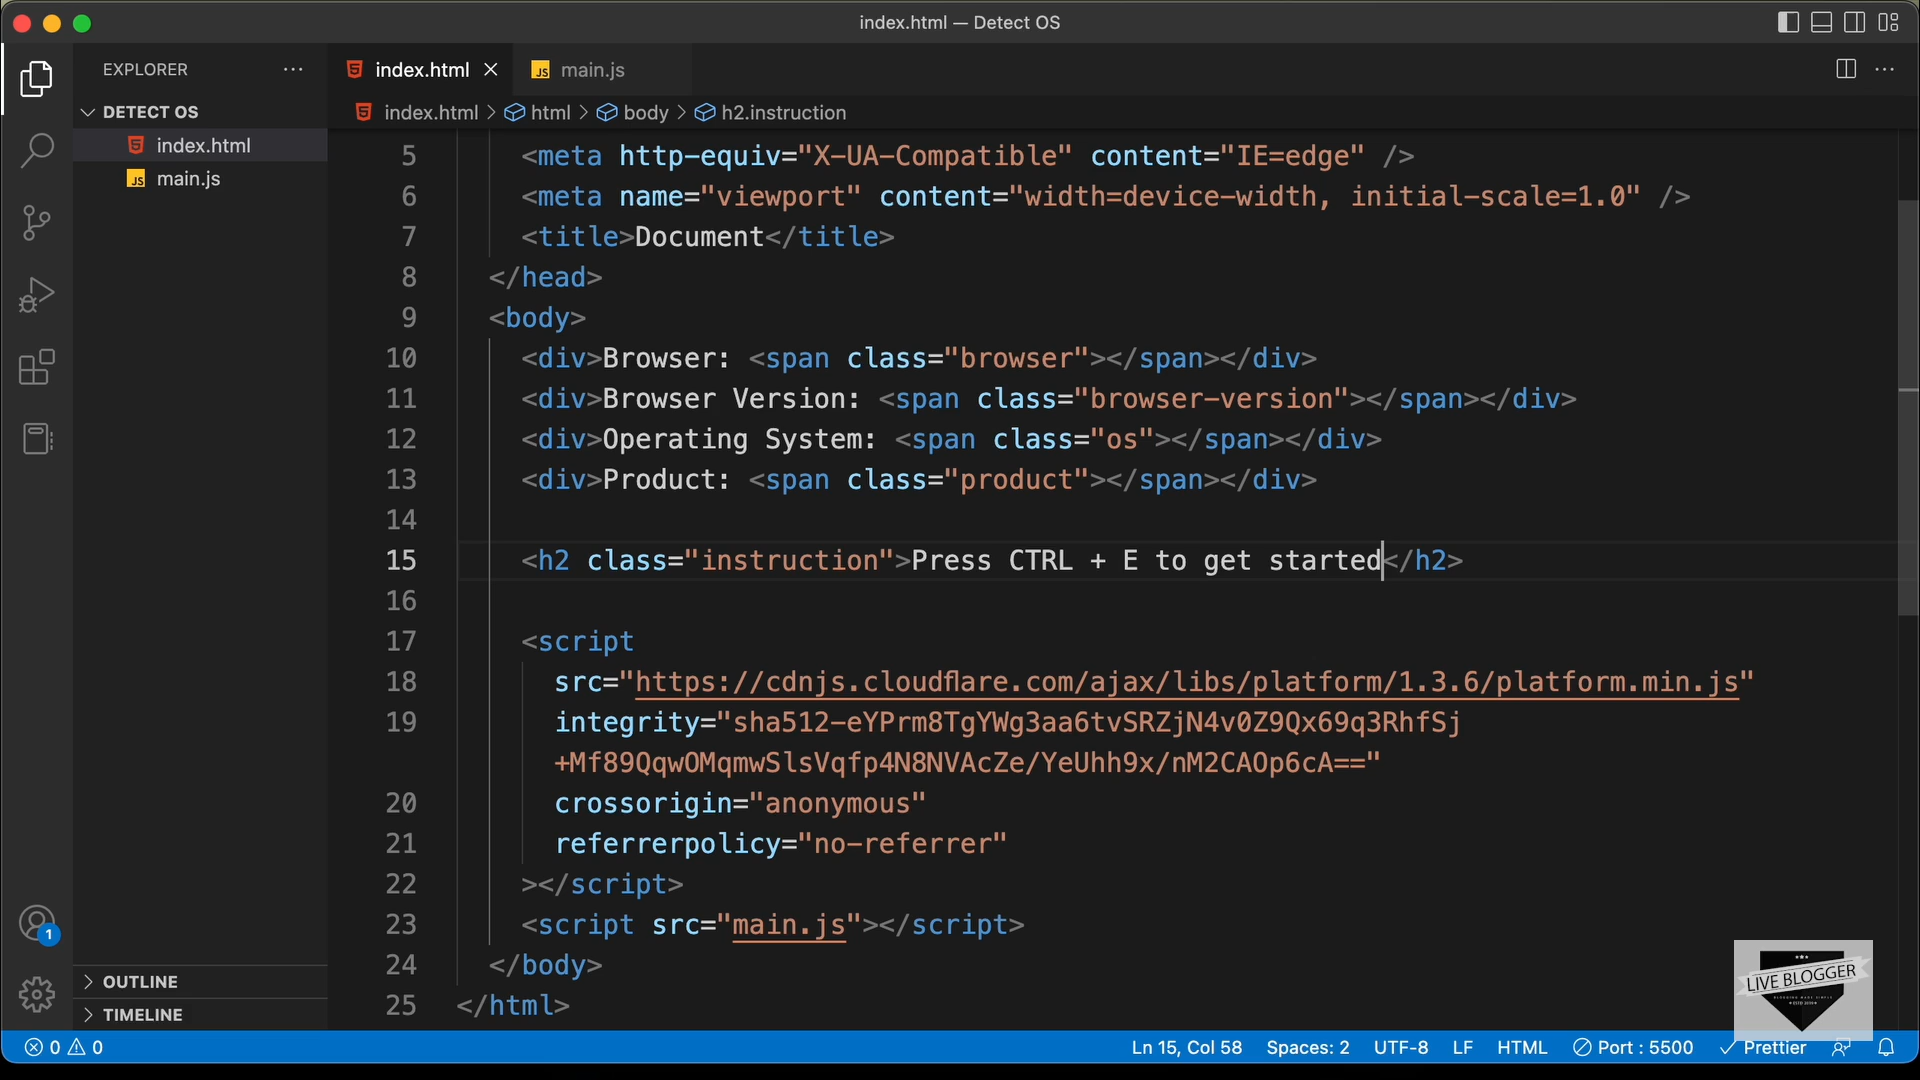 index.html — Detect OS
EXPLORER
index.html
JS main.js
DETECT OS
index.html > html > body > h2.instruction
index.html
JS main.js
5 <meta http-equiv="X-UA-Compatible" content="IE=edge" />
6 <meta name="viewport" content="width=device-width, initial-scale=1.0" />
7 <title>Document</title>
8 </head>
9 <body>
10 <div>Browser: <span class="browser"></span></div>
11 <div>Browser Version: <span class="browser-version"></span></div>
12 <div>Operating System: <span class="os"></span></div>
13 <div>Product: <span class="product"></span></div>
14
15 <h2 class="instruction">Press CTRL + E to get started</h2>
16
17 <script
18 src="https://cdnjs.cloudflare.com/ajax/libs/platform/1.3.6/platform.min.js"
19 integrity="sha512-eYPrm8TgYWg3aa6tvSRZjN4v0Z9Qx69q3RhfSj
+Mf89QqwOMqmwSlsVqfp4N8NVAcZe/YeUhh9x/nM2CAOp6cA=="
20 crossorigin="anonymous"
21 referrerpolicy="no-referrer"
22 ></script>
23 <script src="main.js"></script>
24 </body>
25 </html>
1
OUTLINE
TIMELINE
LIVE BLOGGER
0 0
Ln 15, Col 58 Spaces: 2 UTF-8 LF HTML Port : 5500 Prettier